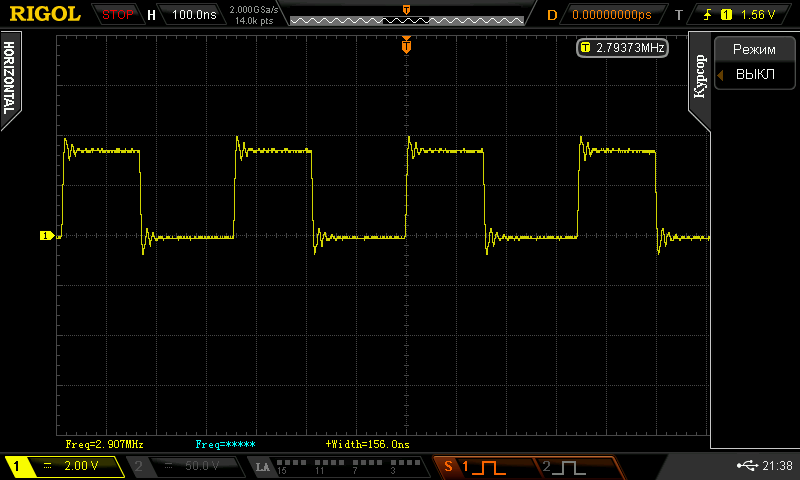 RIGOL STOP H 100.0ns 2.000GSa/s 14.0k pts T D 0.00000000ps T 1 1.56 V
HORIZONTAL
T
T 2.79373MHz
Курсор
Режим
ВЫКЛ
1
Freq=2.907MHz Freq=***** +Width=156.0ns
1 2.00 V 2 50.0 V LA 15 11 7 3 S 1 2 21:38